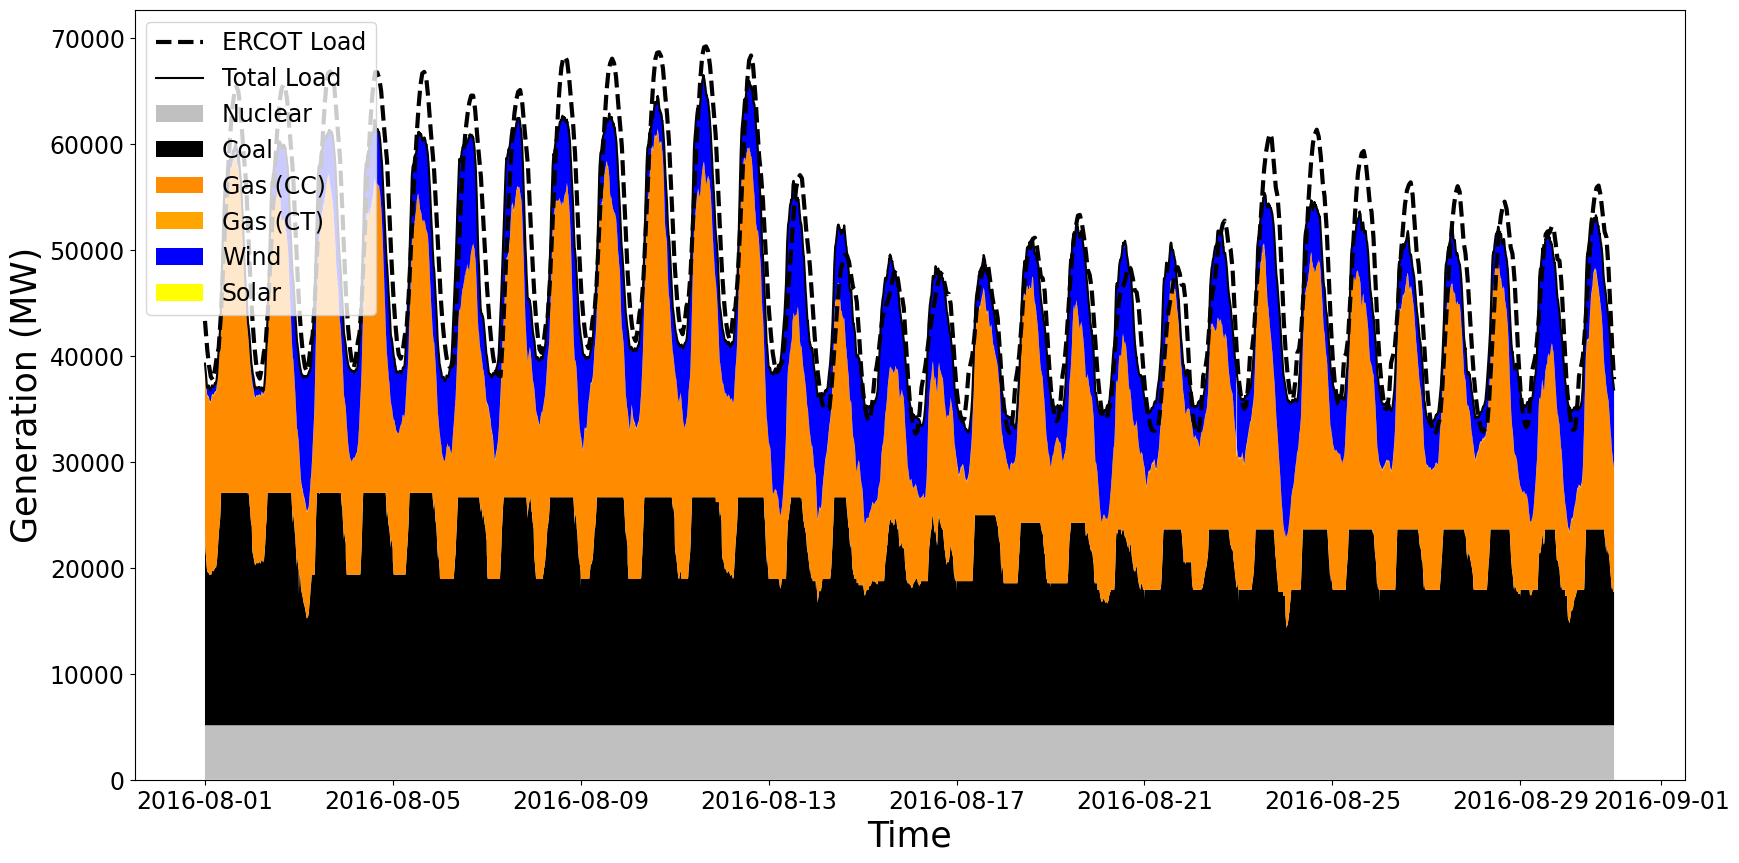 70000
60000
50000
40000
30000
20000
10000
0
Generation (MW)
ERCOT Load
Total Load
Nuclear
Coal
Gas (CC)
Gas (CT)
Wind
Solar
2016-08-01 2016-08-05 2016-08-09 2016-08-13 2016-08-17 2016-08-21 2016-08-25 2016-08-29 2016-09-01
Time